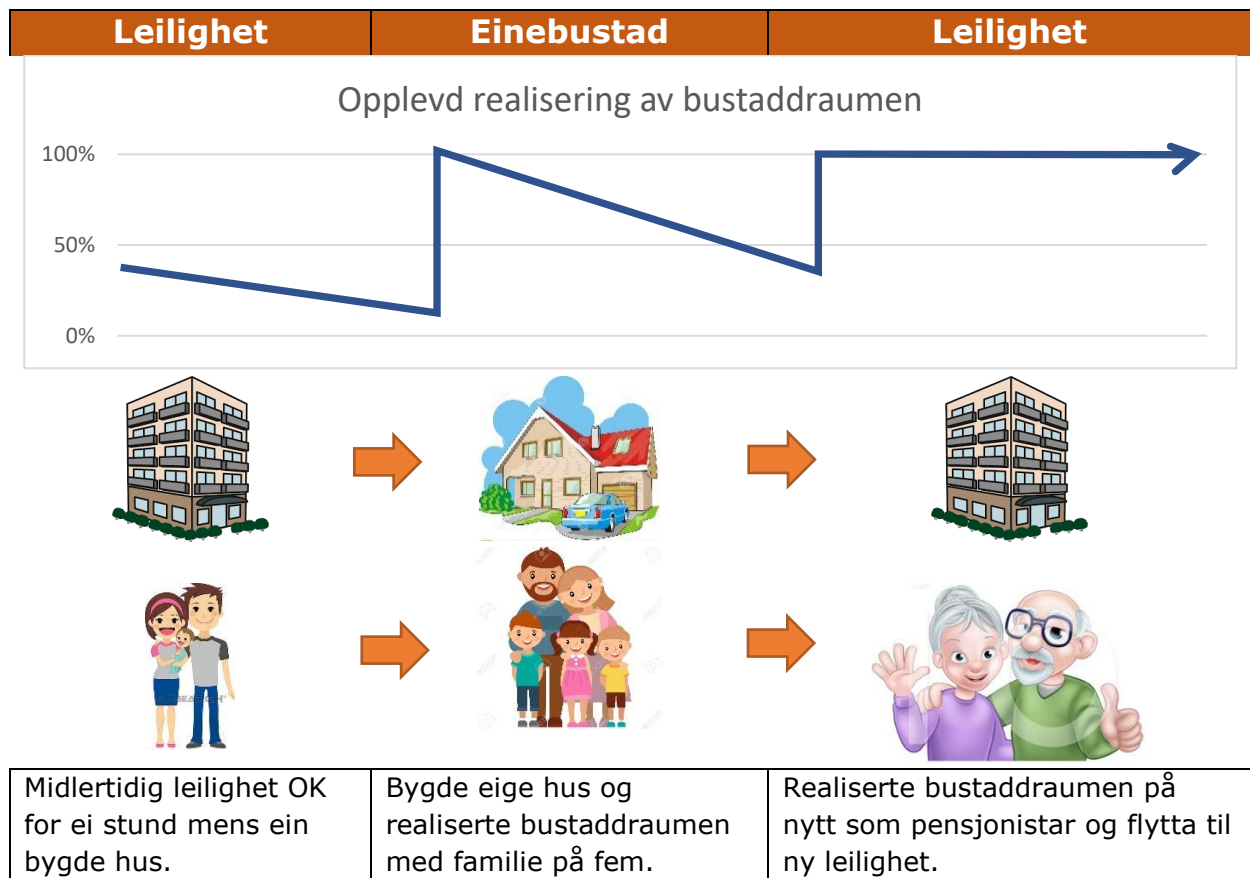 Leilighet
Einebustad
Leilighet
Opplevd realisering av bustaddraumen
100%
50%
0%
Midlertidig leilighet OK
for ei stund mens ein
bygde hus.
Bygde eige hus og
realiserte bustaddraumen
med familie på fem.
Realiserte bustaddraumen på
nytt som pensjonistar og flytta til
ny leilighet.